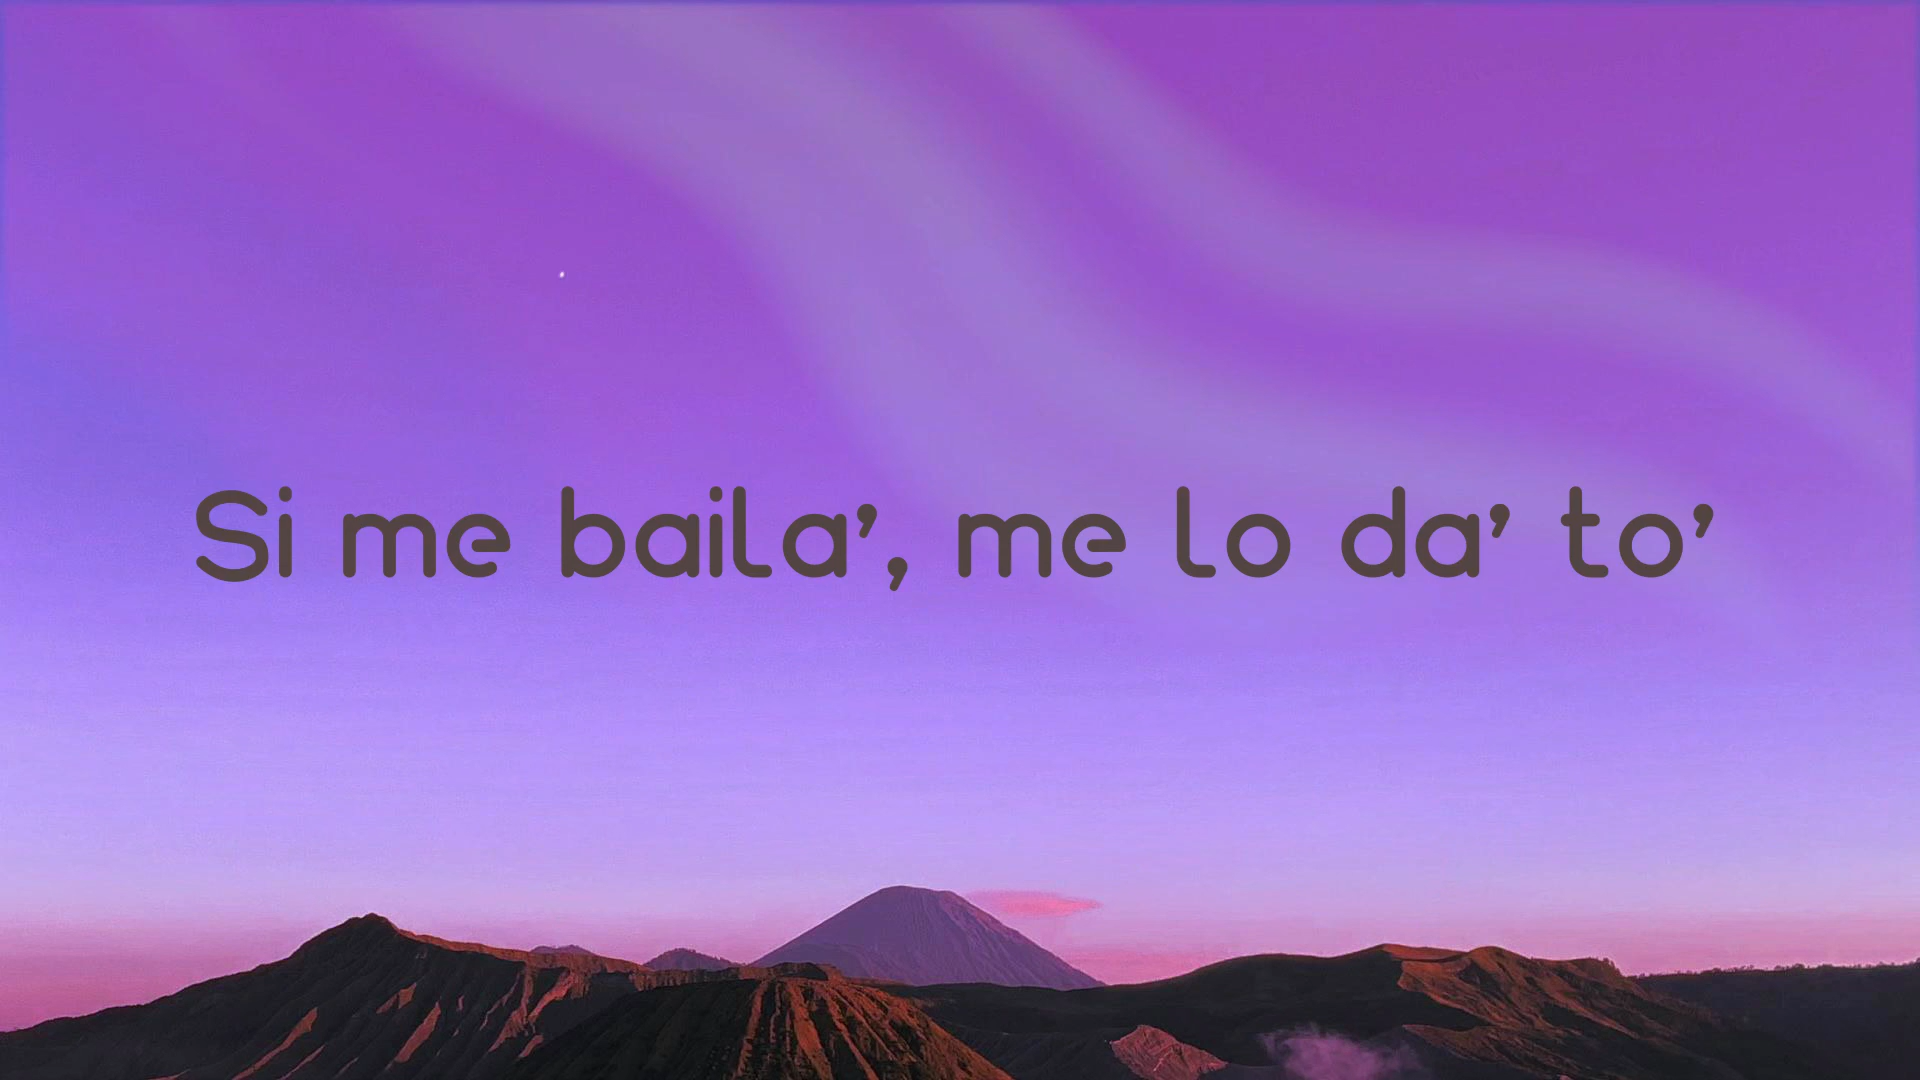 Si me baila’, me lo da’ to’